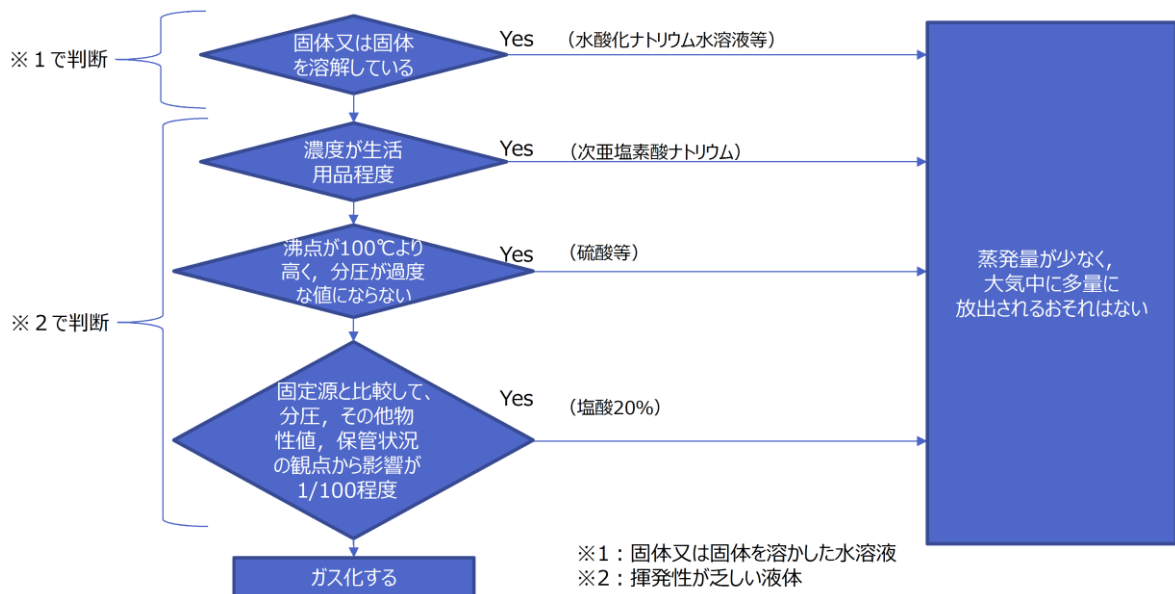 ※１で判断
固体又は固体
を溶解している
Yes
（水酸化ナトリウム水溶液等）
濃度が生活
用品程度
Yes
（次亜塩素酸ナトリウム）
※２で判断
沸点が100℃より
高く，分圧が過度
な値にならない
Yes
（硫酸等）
固定源と比較して、
分圧，その他物
性値，保管状況
の観点から影響が
1/100程度
Yes
（塩酸20%）
蒸発量が少なく，
大気中に多量に
放出されるおそれはない
ガス化する
※1：固体又は固体を溶かした水溶液
※2：揮発性が乏しい液体